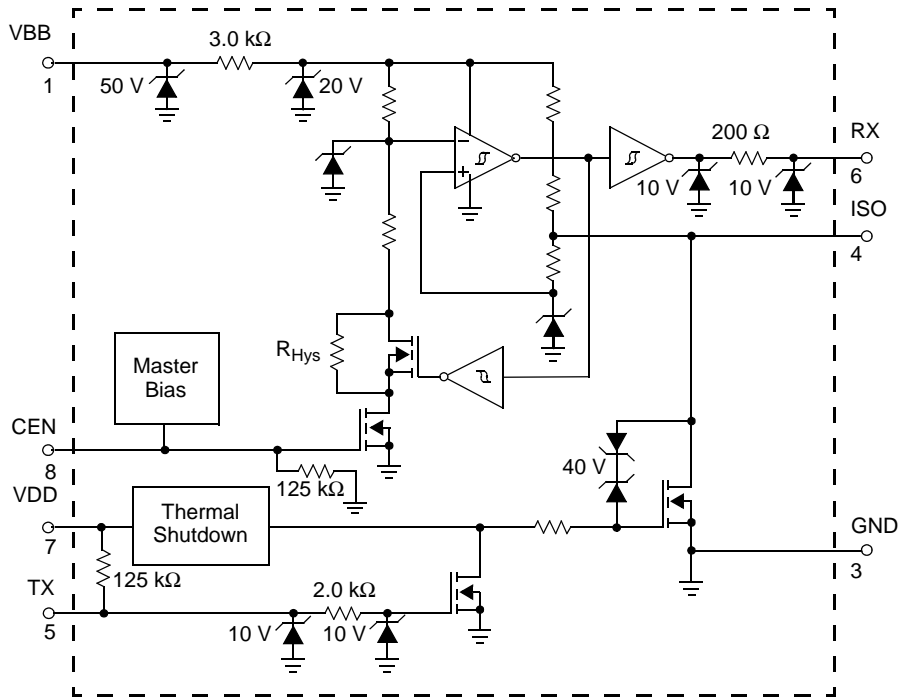 VBB
1
3.0 kΩ
50 V
20 V
200 Ω
RX
6
10 V
10 V
ISO
4
−
+
RHys
Master
Bias
CEN
8
125 kΩ
40 V
VDD
7
Thermal
Shutdown
GND
3
125 kΩ
TX
5
2.0 kΩ
10 V
10 V